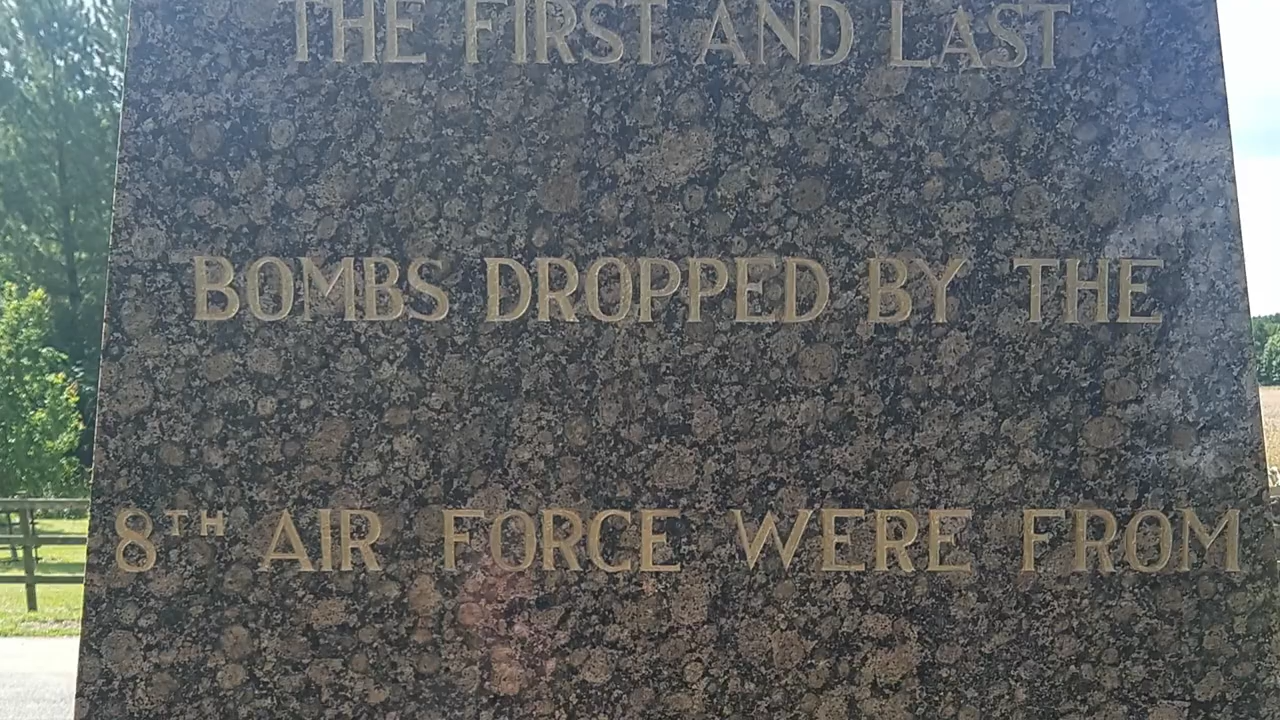 THE FIRST AND LAST
BOMBS DROPPED BY THE
8TH AIR FORCE WERE FROM